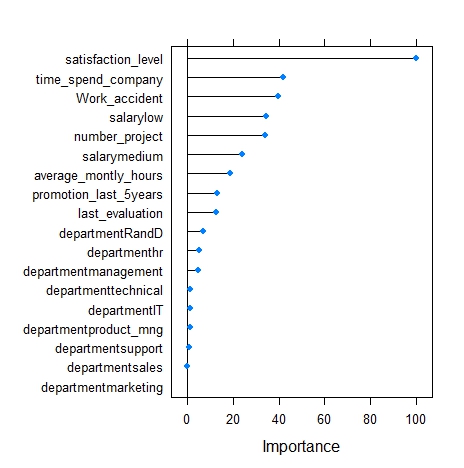 satisfaction_level
time_spend_company
Work_accident
salarylow
number_project
salarymedium
average_montly_hours
promotion_last_5years
last_evaluation
departmentRandD
departmenthr
departmentmanagement
departmenttechnical
departmentIT
departmentproduct_mng
departmentsupport
departmentsales
departmentmarketing
0 20 40 60 80 100
Importance